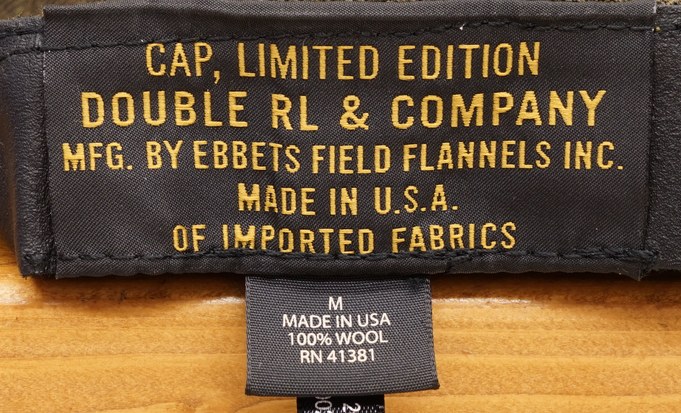 CAP, LIMITED EDITION
DOUBLE RL & COMPANY
MFG. BY EBBETS FIELD FLANNELS INC.
MADE IN U.S.A.
OF IMPORTED FABRICS
M
MADE IN USA
100% WOOL
RN 41381